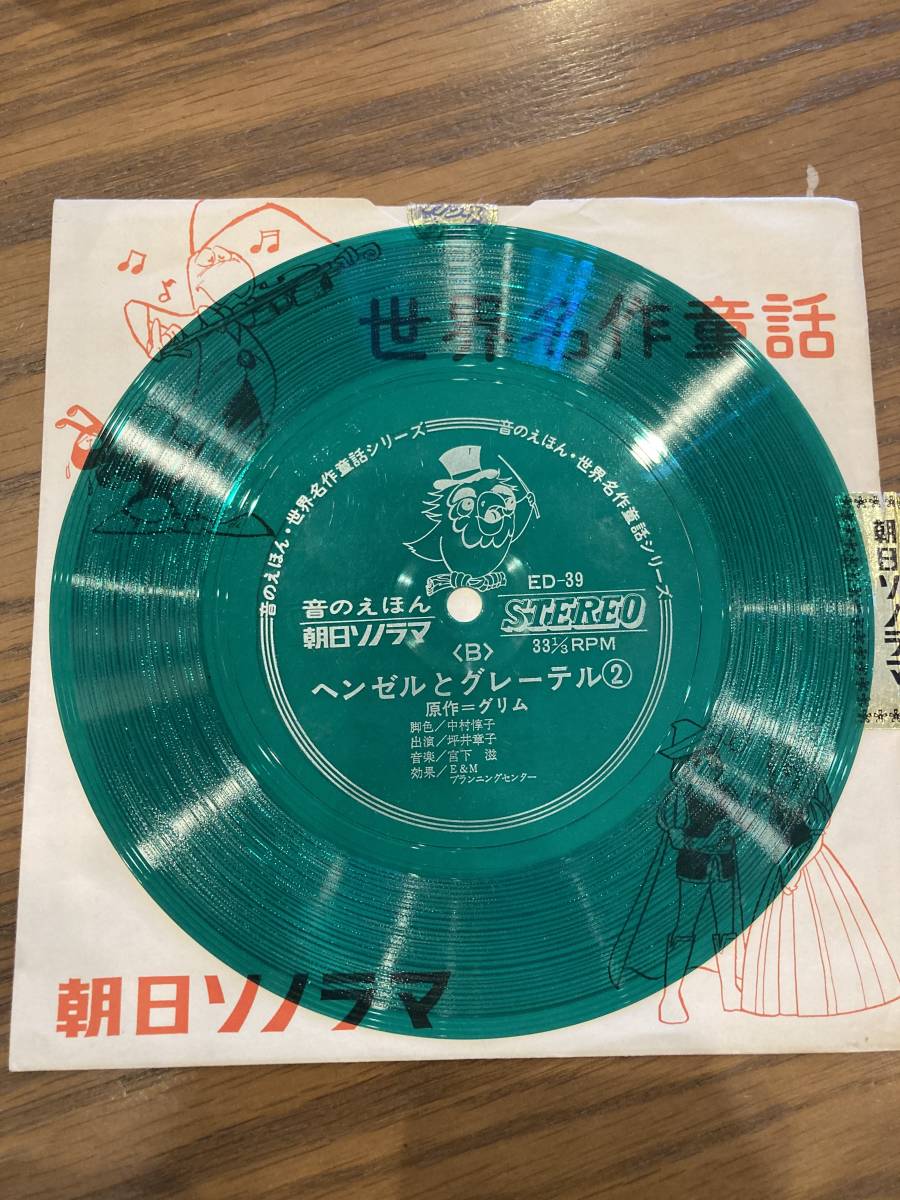 世界名作童話
音のえほん・世界名作童話シリーズ
音のえほん・世界名作童話シリーズ
音のえほん
朝日ソノラマ
ED-39
STEREO
33 1/3 RPM
〈B〉
ヘンゼルとグレーテル②
原作=グリム
脚色/中村惇子
出演/坪井章子
音楽/宮下 滋
効果/E&M
プランニングセンター
朝日ソノラマ
朝日ソノラマ